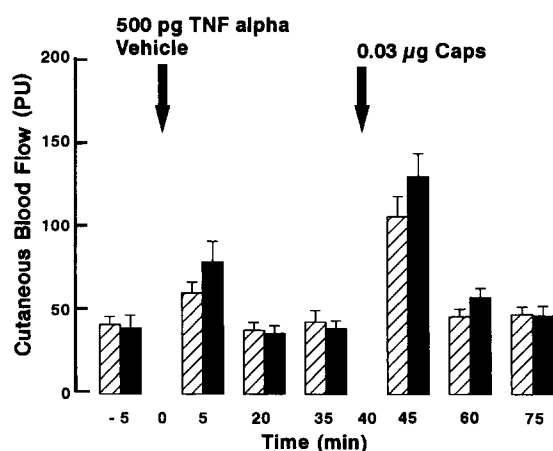 500 pg TNF alpha
Vehicle
0.03 µg Caps
Cutaneous Blood Flow (PU)
200
150
100
50
0
- 5 0 5 20 35 40 45 60 75
Time (min)